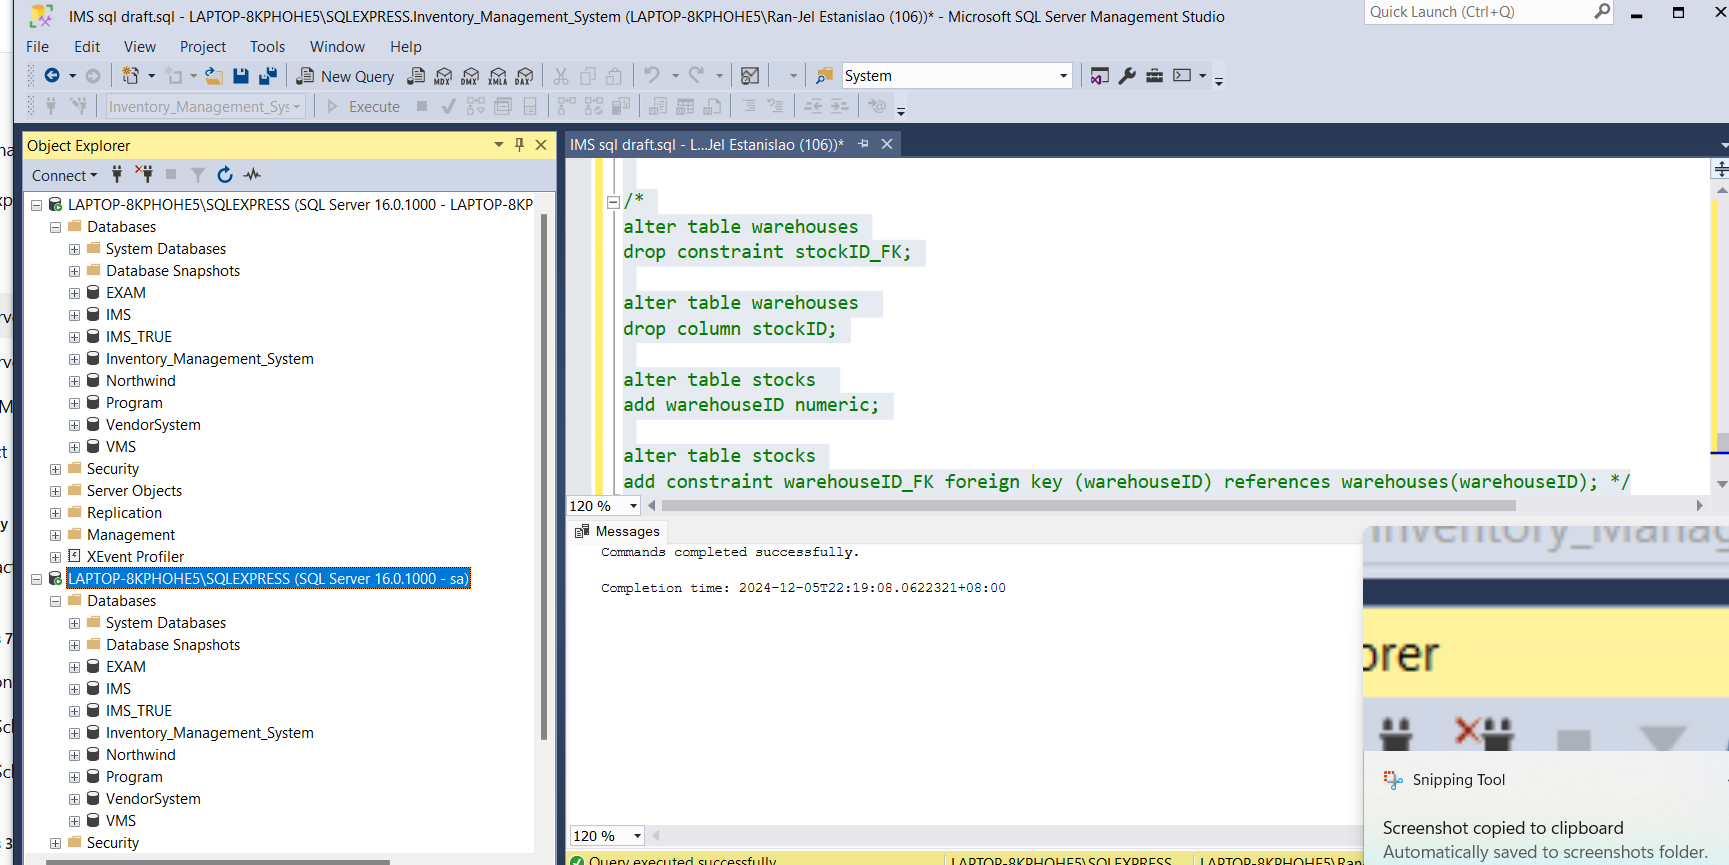 IMS sql draft.sql - LAPTOP-8KPHOHE5\SQLEXPRESS.Inventory_Management_System (LAPTOP-8KPHOHE5\Ran-Jel Estanislao (106))* - Microsoft SQL Server Management Studio
Quick Launch (Ctrl+Q)
File Edit View Project Tools Window Help
New Query MDX DMX XMLA DAX System
Inventory_Management_Sys Execute
Object Explorer
Connect
LAPTOP-8KPHOHE5\SQLEXPRESS (SQL Server 16.0.1000 - LAPTOP-8KP
Databases
System Databases
Database Snapshots
EXAM
IMS
IMS_TRUE
Inventory_Management_System
Northwind
Program
VendorSystem
VMS
Security
Server Objects
Replication
Management
XEvent Profiler
LAPTOP-8KPHOHE5\SQLEXPRESS (SQL Server 16.0.1000 - sa)
Databases
System Databases
Database Snapshots
EXAM
IMS
IMS_TRUE
Inventory_Management_System
Northwind
Program
VendorSystem
VMS
Security
IMS sql draft.sql - L...Jel Estanislao (106))*
/*
alter table warehouses
drop constraint stockID_FK;
alter table warehouses
drop column stockID;
alter table stocks
add warehouseID numeric;
alter table stocks
add constraint warehouseID_FK foreign key (warehouseID) references warehouses(warehouseID); */
120 %
Messages
Commands completed successfully.
Completion time: 2024-12-05T22:19:08.0622321+08:00
120 %
Query executed successfully
LAPTOP-8KPHOHE5\SQLEXPRESS
LAPTOP-8KPHOHE5\Ran
Inventory_Manag
orer
Snipping Tool
Screenshot copied to clipboard
Automatically saved to screenshots folder.